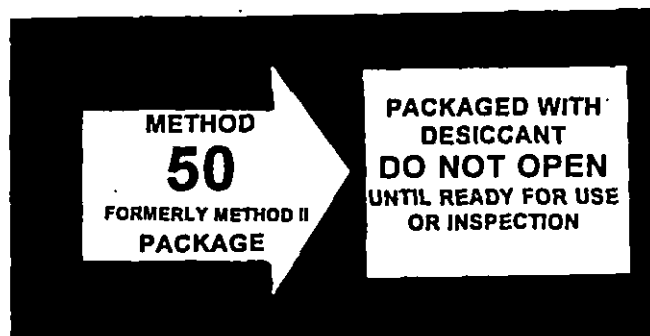 METHOD
50
FORMERLY METHOD II
PACKAGE
PACKAGED WITH
DESICCANT
DO NOT OPEN
UNTIL READY FOR USE
OR INSPECTION